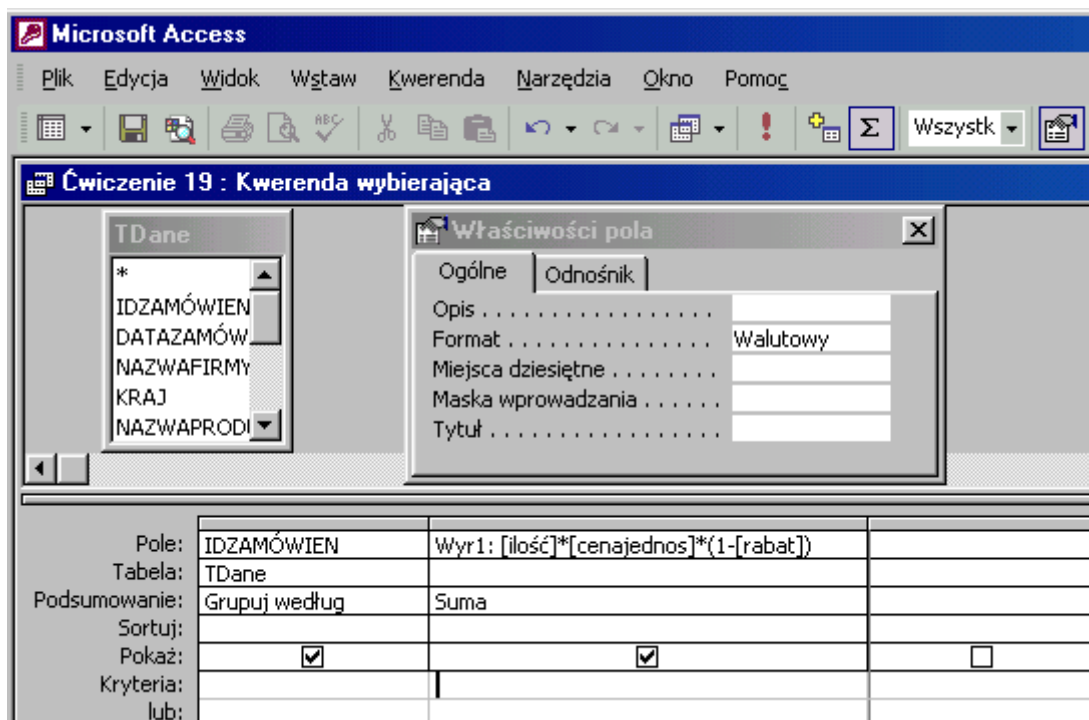 Microsoft Access
Plik Edycja Widok Wstaw Kwerenda Narzędzia Okno Pomoc
ABC Σ Wszystk
Ćwiczenie 19 : Kwerenda wybierająca
TDane
*
IDZAMÓWIEN
DATAZAMÓW
NAZWAFIRMY
KRAJ
NAZWAPRODU
Właściwości pola
Ogólne Odnośnik
Opis . . . . . . . . . . . . . . . . . .
Format . . . . . . . . . . . . . . . Walutowy
Miejsca dziesiętne . . . . . . . .
Maska wprowadzania . . . . . .
Tytuł . . . . . . . . . . . . . . . . . .
Pole: IDZAMÓWIEN Wyr1: [ilość]*[cenajednos]*(1-[rabat])
Tabela: TDane
Podsumowanie: Grupuj według Suma
Sortuj:
Pokaż:
Kryteria:
lub: